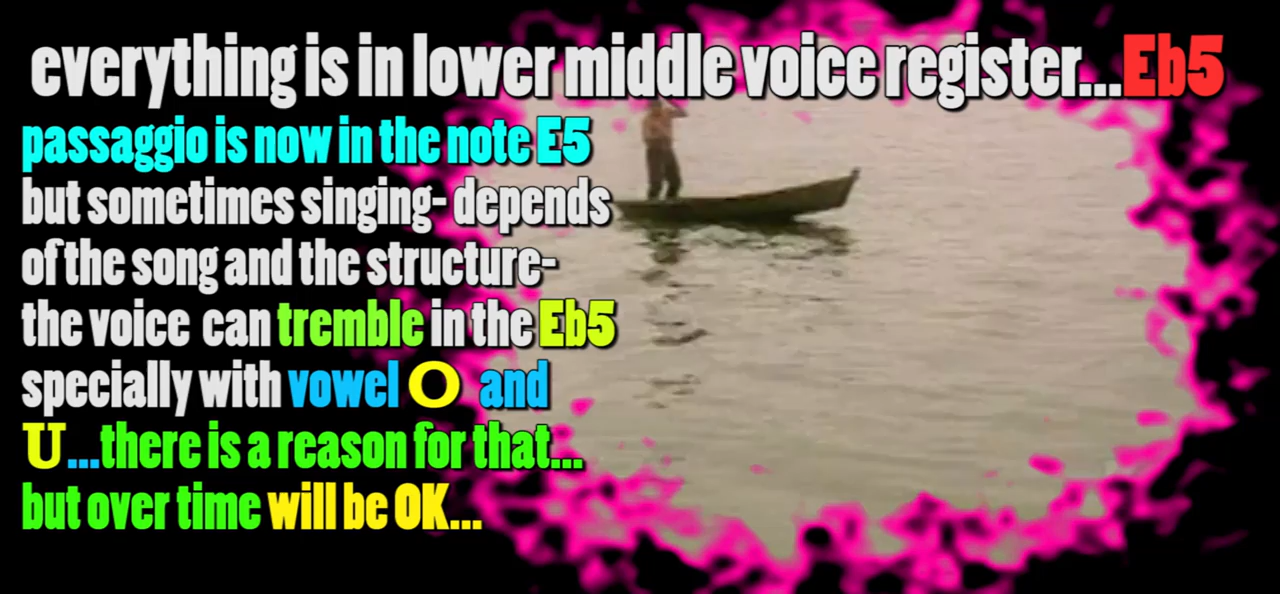 everything is in lower middle voice register...Eb5
passaggio is now in the note E5
but sometimes singing- depends
of the song and the structure-
the voice can tremble in the Eb5
specially with vowel O and
U...there is a reason for that...
but over time will be OK...